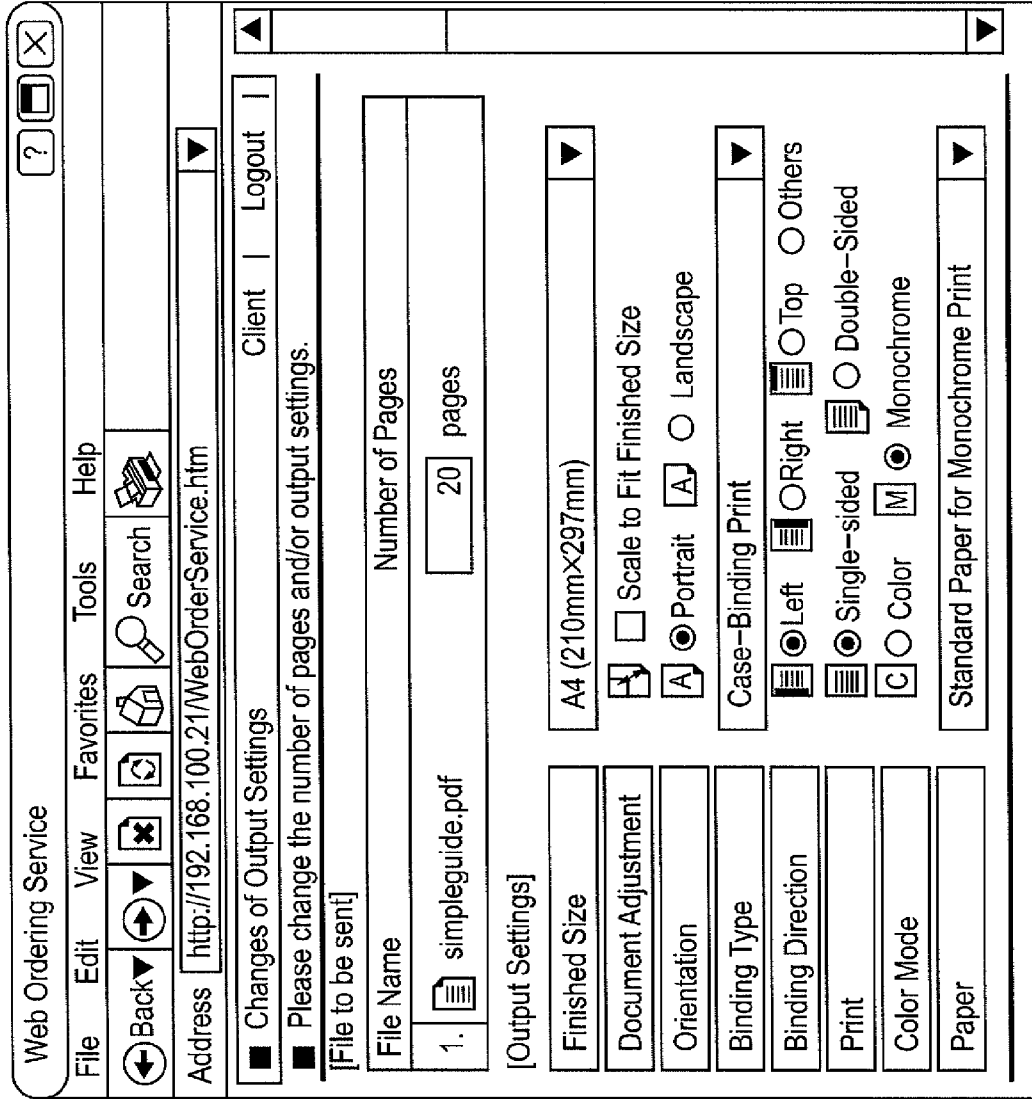 Web Ordering Service ?
File Edit View Favorites Tools Help
Back Search
Address http://192.168.100.21/WebOrderService.htm
Changes of Output Settings Client | Logout |
Please change the number of pages and/or output settings.
[File to be sent]
File Name Number of Pages
1. simpleguide.pdf 20 pages
[Output Settings]
Finished Size A4 (210mm×297mm)
Document Adjustment Scale to Fit Finished Size
Orientation A Portrait A Landscape
Binding Type Case-Binding Print
Binding Direction Left Right Top Others
Print Single-sided Double-Sided
Color Mode C Color M Monochrome
Paper Standard Paper for Monochrome Print